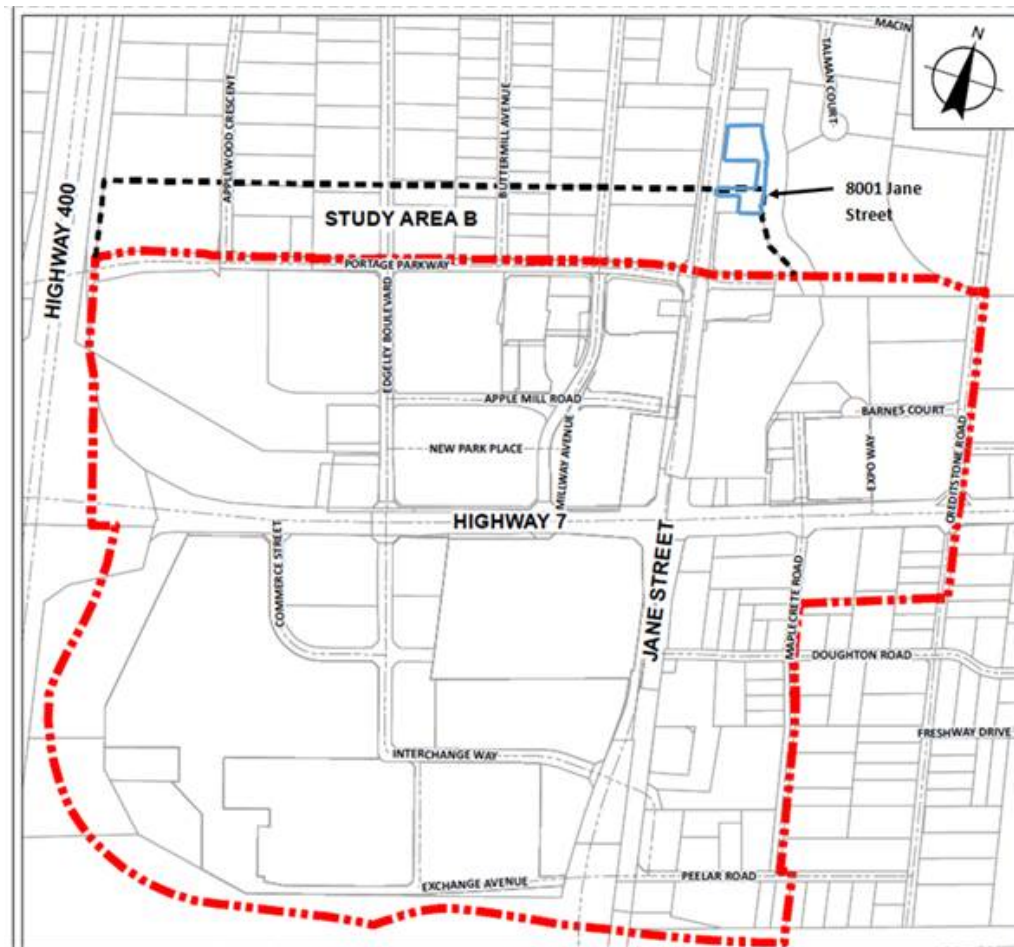 MACIN
N
TALMAN COURT
APPLEWOOD CRESCENT
BUTTERMILL AVENUE
8001 Jane
Street
HIGHWAY 400
STUDY AREA B
PORTAGE PARKWAY
EDGELEY BOULEVARD
APPLE MILL ROAD
BARNES COURT
NEW PARK PLACE
MILLWAY AVENUE
EXPO WAY
CREDITSTONE ROAD
HIGHWAY 7
COMMERCE STREET
JANE STREET
MAPLECRETE ROAD
DOUGHTON ROAD
FRESHWAY DRIVE
INTERCHANGE WAY
PEELAR ROAD
EXCHANGE AVENUE